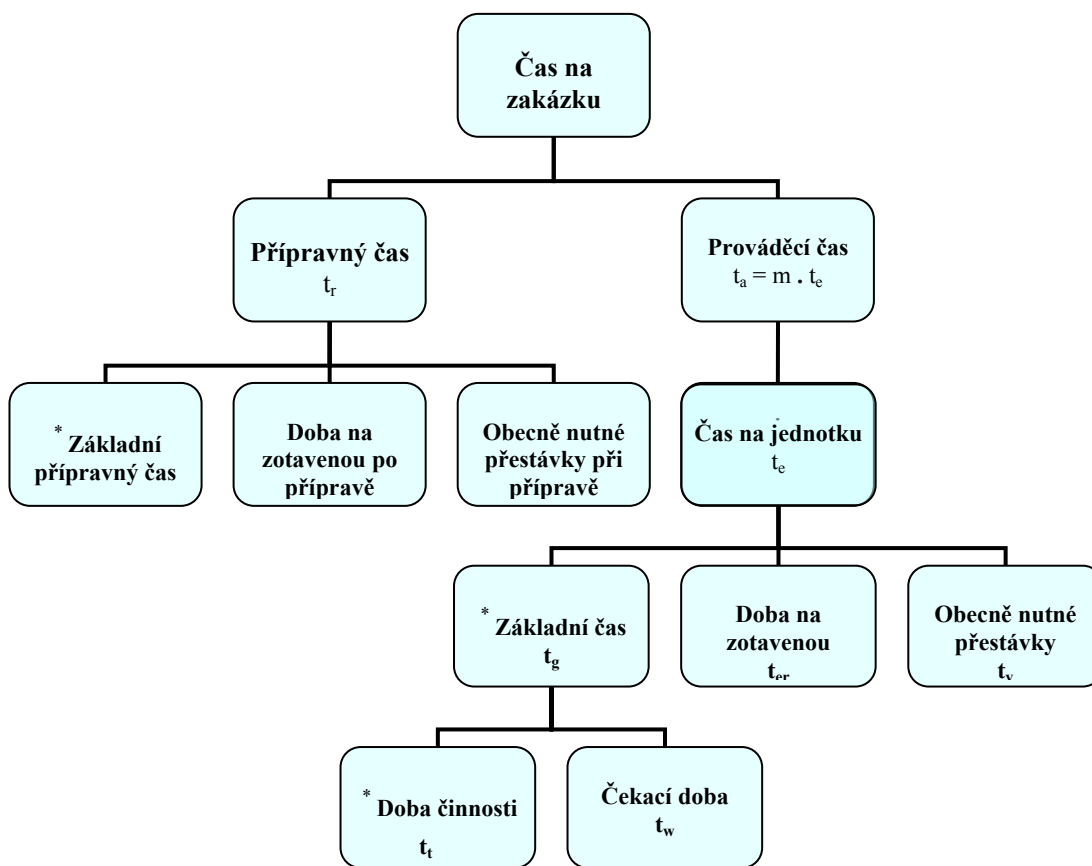 Čas na
zakázku
Přípravný čas
tr
Prováděcí čas
ta = m . te
* Základní
přípravný čas
Doba na
zotavenou po
přípravě
Obecně nutné
přestávky při
přípravě
Čas na jednotku
te
* Základní čas
tg
Doba na
zotavenou
ter
Obecně nutné
přestávky
tv
* Doba činnosti
tt
Čekací doba
tw